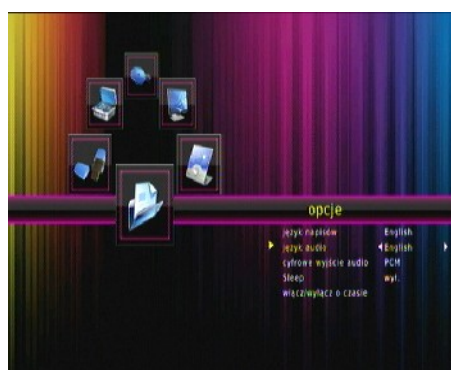 opcje
język napisów English
język audio English
cyfrowe wyjście audio PCM
Sleep wył.
włącz/wyłącz o czasie